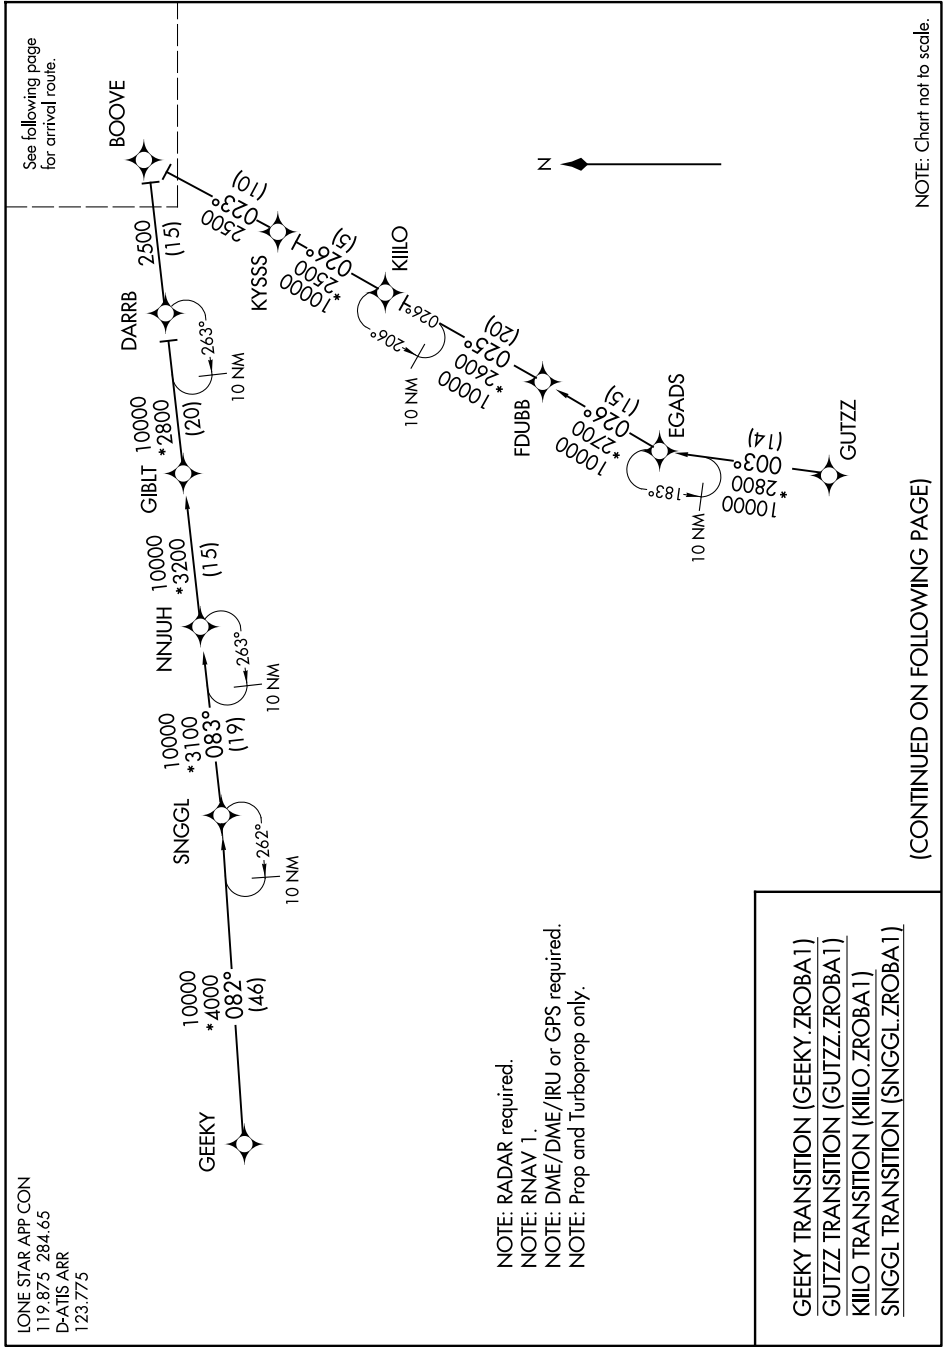 LONE STAR APP CON
119.875 284.65
D-ATIS ARR
123.775
See following page
for arrival route.
BOOVE
2500
(15)
DARRB
263°
10 NM
10000
*2800
(20)
GIBLT
10000
*3200
(15)
NNJUH
263°
10 NM
10000
*3100
083°
(19)
SNGGL
262°
10 NM
10000
*4000
082°
(46)
GEEKY
2500
023°
(10)
KYSSS
10000
*2500
026°
(5)
KIILO
206°
026°
10 NM
10000
*2600
025°
(20)
FDUBB
10000
*2700
026°
(15)
EGADS
183°
10 NM
10000
*2800
003°
(14)
GUTZZ
N
NOTE: RADAR required.
NOTE: RNAV 1.
NOTE: DME/DME/IRU or GPS required.
NOTE: Prop and Turboprop only.
NOTE: Chart not to scale.
GEEKY TRANSITION (GEEKY.ZROBA1)
GUTZZ TRANSITION (GUTZZ.ZROBA1)
KIILO TRANSITION (KIILO.ZROBA1)
SNGGL TRANSITION (SNGGL.ZROBA1)
(CONTINUED ON FOLLOWING PAGE)